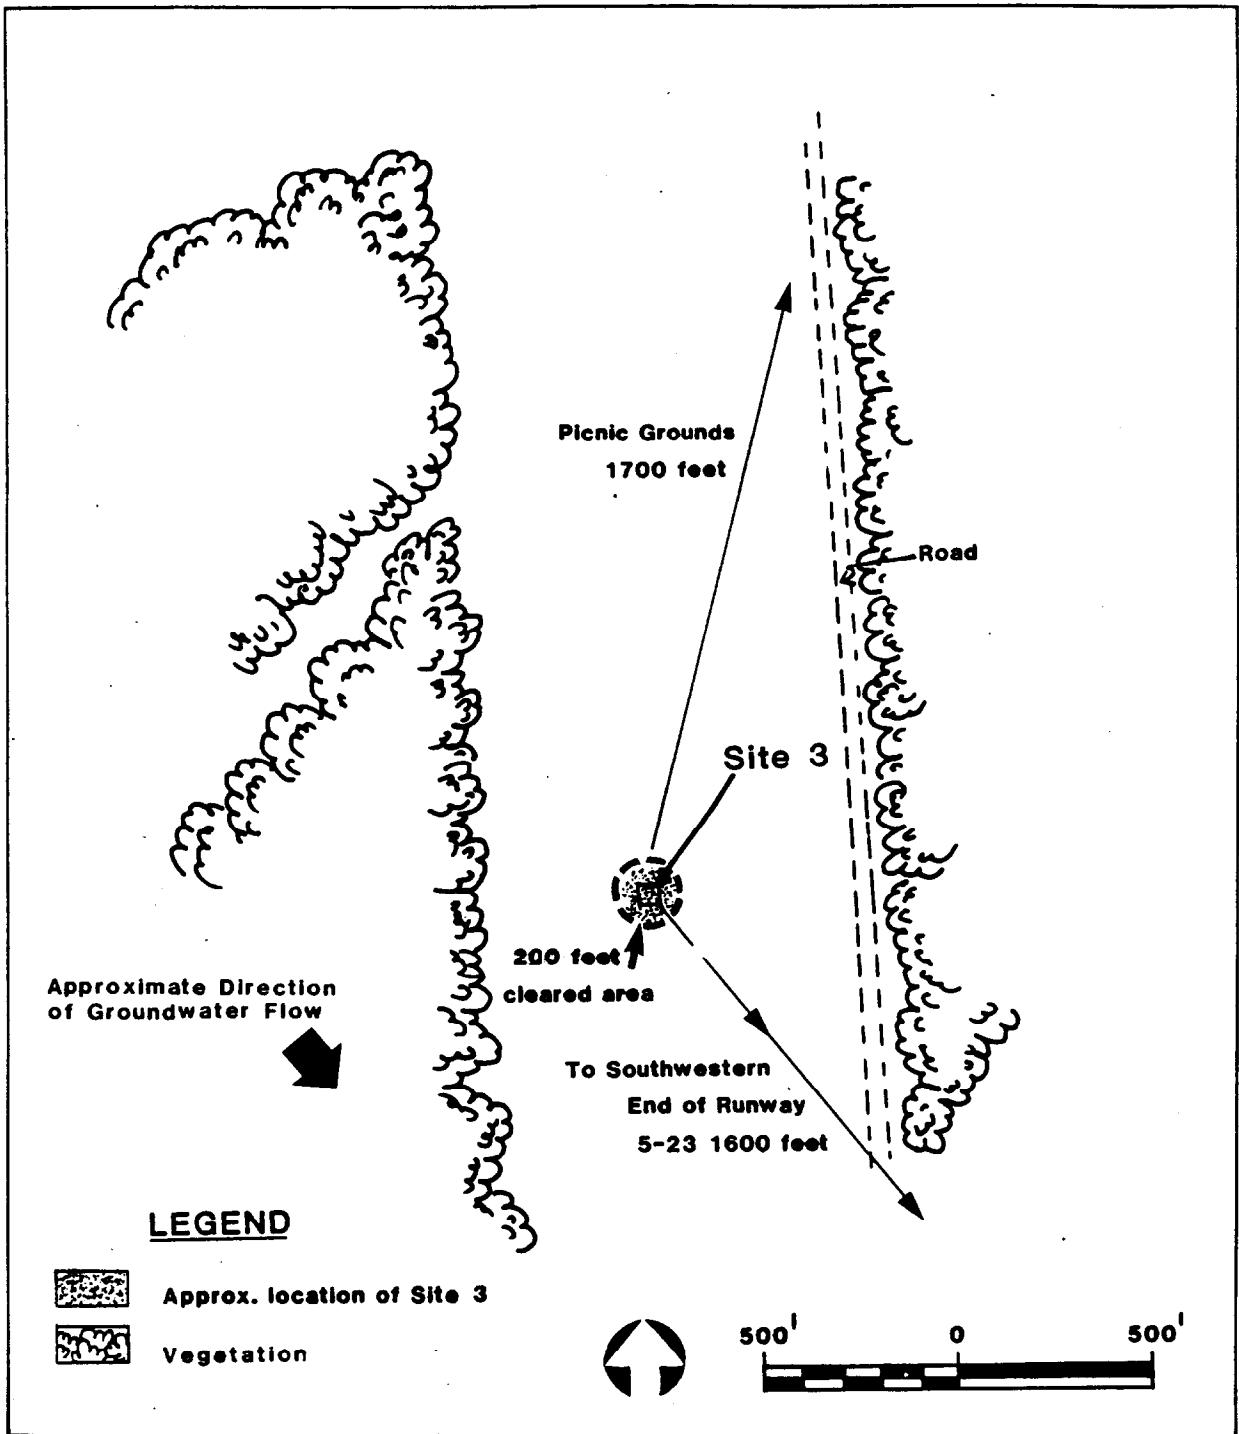 Picnic Grounds
1700 feet
Road
Site 3
200 feet
cleared area
Approximate Direction
of Groundwater Flow
To Southwestern
End of Runway
5-23 1600 feet
LEGEND
Approx. location of Site 3
Vegetation
500' 0 500'